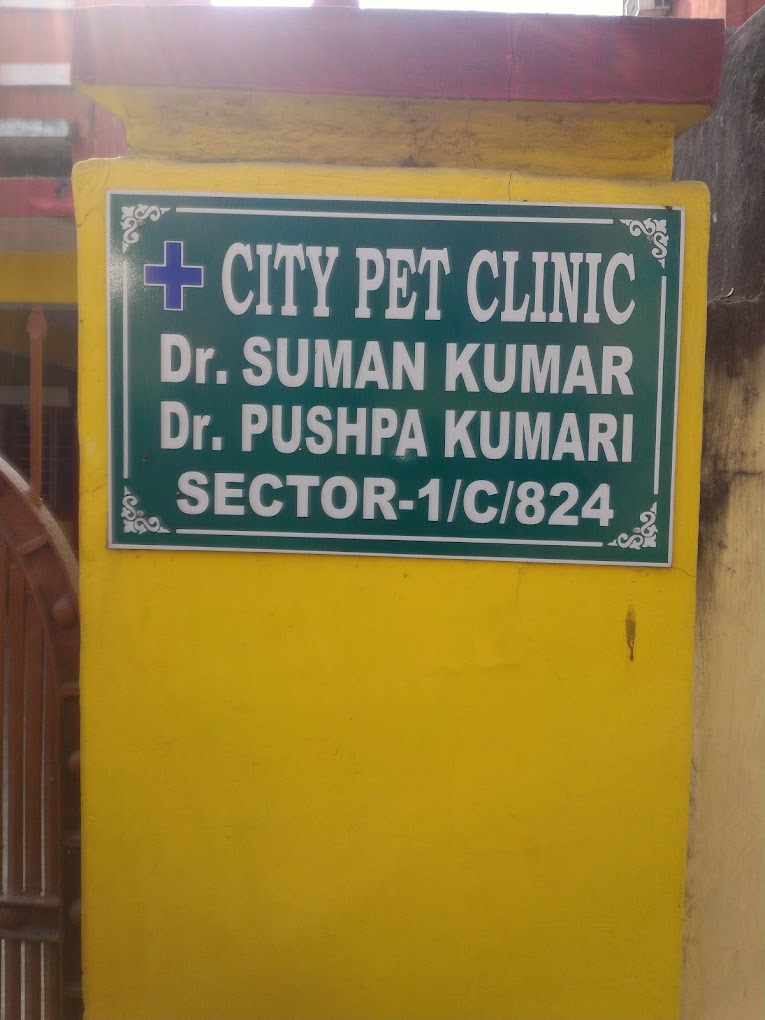 CITY PET CLINIC
Dr. SUMAN KUMAR
Dr. PUSHPA KUMARI
SECTOR-1/C/824